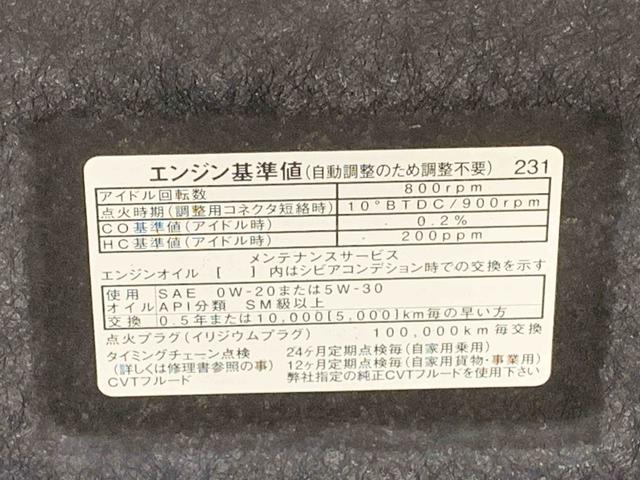 エンジン基準値(自動調整のため調整不要) 231
アイドル回転数 800rpm
点火時期(調整用コネクタ短絡時) 10°BTDC/900rpm
CO基準値(アイドル時) 0.2%
HC基準値(アイドル時) 200ppm
メンテナンスサービス
エンジンオイル [ ] 内はシビアコンデション時での交換を示す
使用 SAE 0W-20または5W-30
オイル API分類 SM級以上
交換 0.5年または10,000[5,000]km毎の早い方
点火プラグ(イリジウムプラグ) 100,000km毎交換
タイミングチェーン点検 24ヶ月定期点検毎(自家用乗用)
(詳しくは修理書参照の事) 12ヶ月定期点検毎(自家用貨物・事業用)
CVTフルード 弊社指定の純正CVTフルードを使用下さい